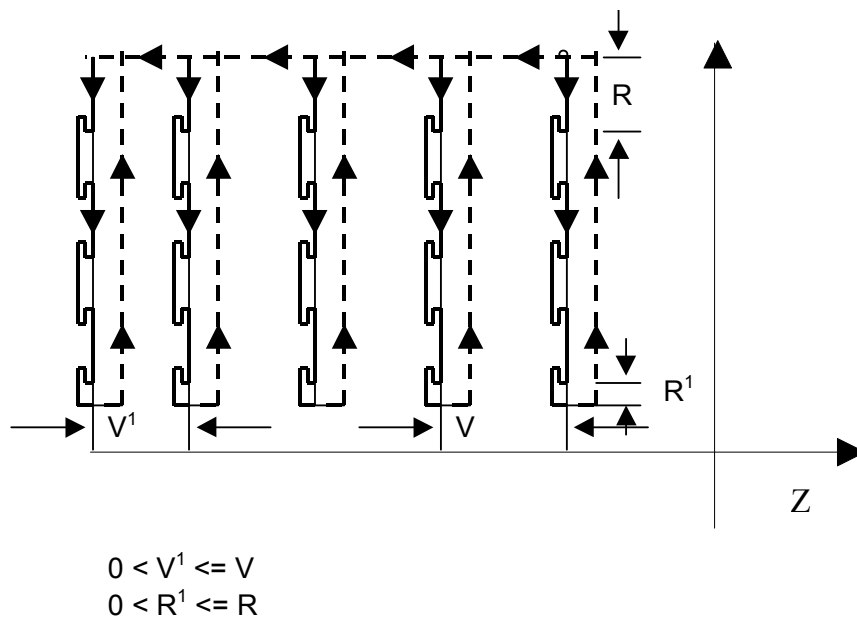 R
R¹
V¹
V
Z
0 < V¹ <= V
0 < R¹ <= R